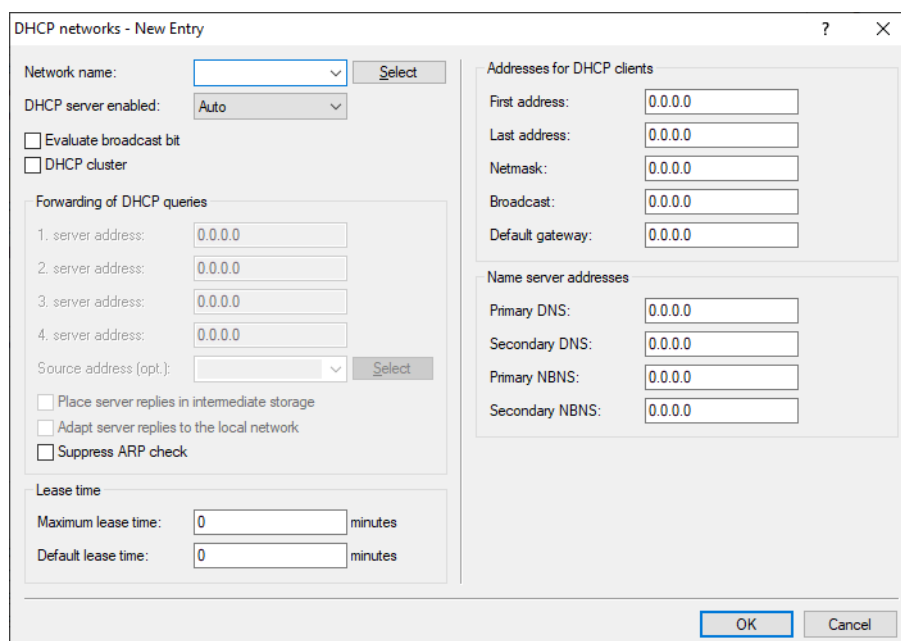 DHCP networks - New Entry
?
Network name:
Select
DHCP server enabled:
Auto
Evaluate broadcast bit
DHCP cluster
Forwarding of DHCP queries
1. server address:
0.0.0.0
2. server address:
0.0.0.0
3. server address:
0.0.0.0
4. server address:
0.0.0.0
Source address (opt.):
Select
Place server replies in intermediate storage
Adapt server replies to the local network
Suppress ARP check
Lease time
Maximum lease time:
0
minutes
Default lease time:
0
minutes
Addresses for DHCP clients
First address:
0.0.0.0
Last address:
0.0.0.0
Netmask:
0.0.0.0
Broadcast:
0.0.0.0
Default gateway:
0.0.0.0
Name server addresses
Primary DNS:
0.0.0.0
Secondary DNS:
0.0.0.0
Primary NBNS:
0.0.0.0
Secondary NBNS:
0.0.0.0
OK
Cancel